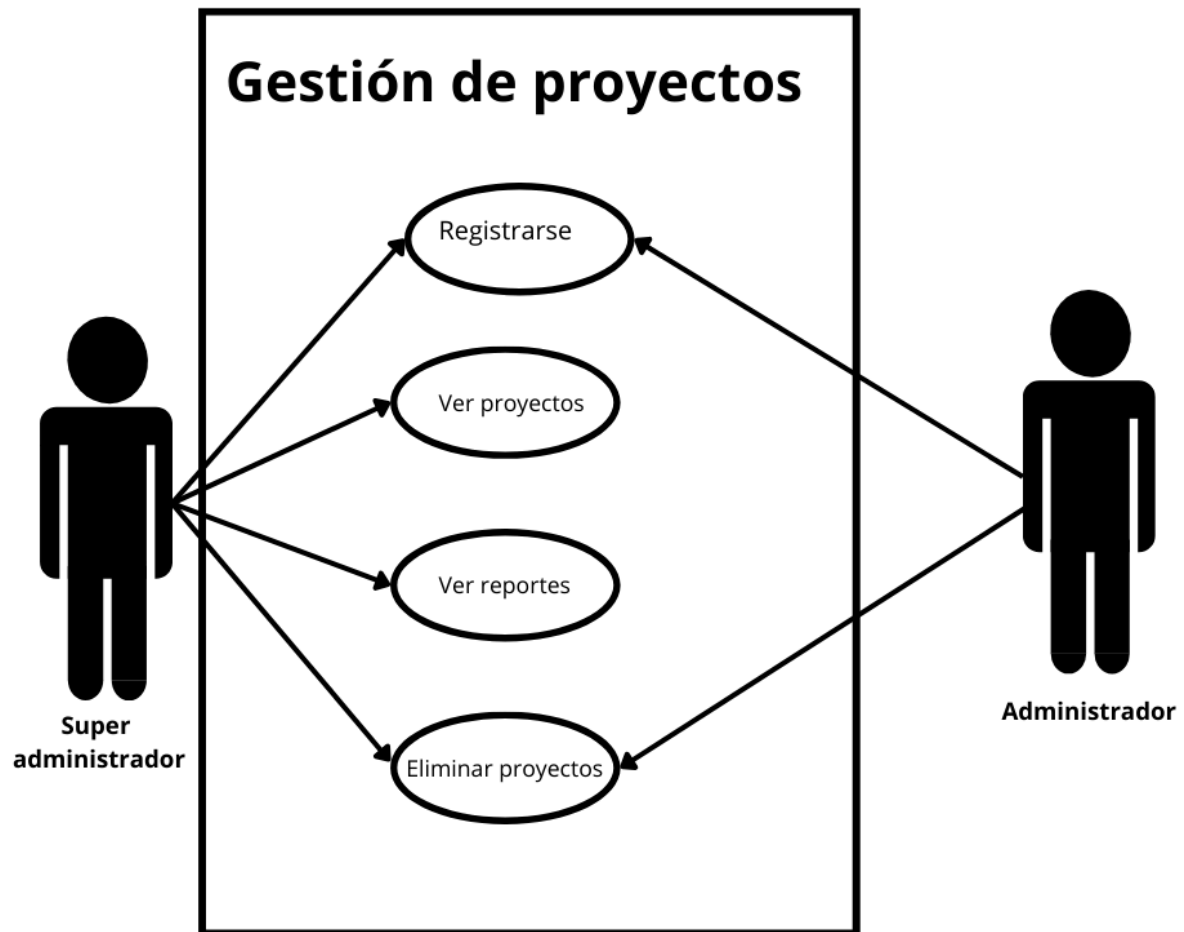 Gestión de proyectos
Registrarse
Ver proyectos
Ver reportes
Eliminar proyectos
Super
administrador
Administrador